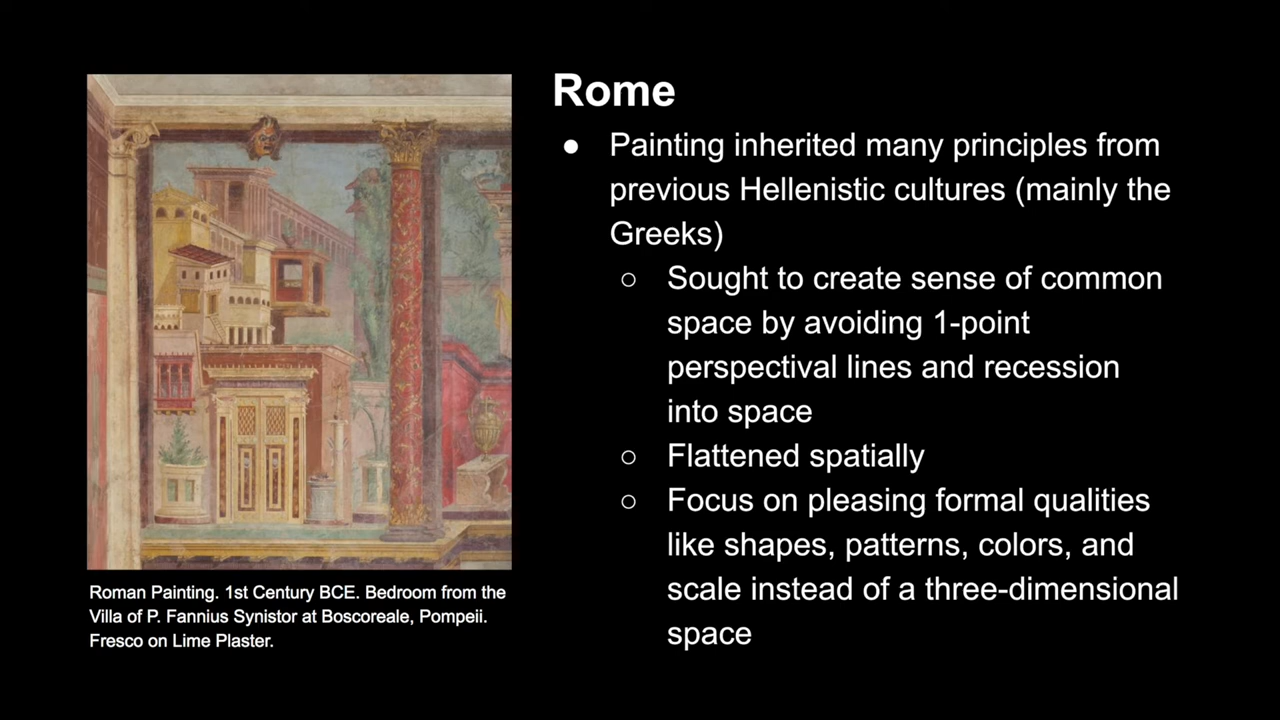 Rome
● Painting inherited many principles from
previous Hellenistic cultures (mainly the
Greeks)
○ Sought to create sense of common
space by avoiding 1-point
perspectival lines and recession
into space
○ Flattened spatially
○ Focus on pleasing formal qualities
like shapes, patterns, colors, and
scale instead of a three-dimensional
space
Roman Painting. 1st Century BCE. Bedroom from the
Villa of P. Fannius Synistor at Boscoreale, Pompeii.
Fresco on Lime Plaster.